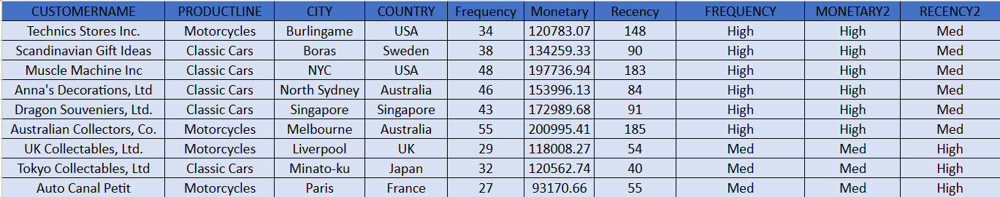 CUSTOMERNAME PRODUCTLINE CITY COUNTRY Frequency Monetary Recency FREQUENCY MONETARY2 RECENCY2
Technics Stores Inc. Motorcycles Burlingame USA 34 120783.07 148 High High Med
Scandinavian Gift Ideas Classic Cars Boras Sweden 38 134259.33 90 High High Med
Muscle Machine Inc Classic Cars NYC USA 48 197736.94 183 High High Med
Anna's Decorations, Ltd Classic Cars North Sydney Australia 46 153996.13 84 High High Med
Dragon Souveniers, Ltd. Classic Cars Singapore Singapore 43 172989.68 91 High High Med
Australian Collectors, Co. Motorcycles Melbourne Australia 55 200995.41 185 High High Med
UK Collectables, Ltd. Motorcycles Liverpool UK 29 118008.27 54 Med Med High
Tokyo Collectables, Ltd Classic Cars Minato-ku Japan 32 120562.74 40 Med Med High
Auto Canal Petit Motorcycles Paris France 27 93170.66 55 Med Med High